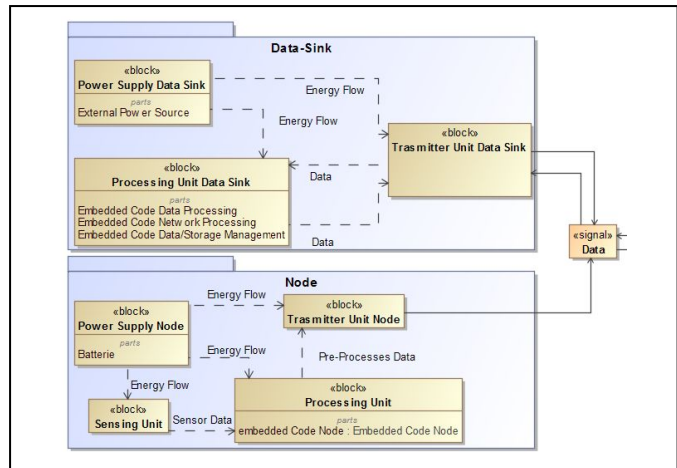 Data-Sink
«block»
Power Supply Data Sink
parts
External Power Source
Energy Flow
Energy Flow
«block»
Trasmitter Unit Data Sink
«block»
Processing Unit Data Sink
parts
Embedded Code Data Processing
Embedded Code Network Processing
Embedded Code Data/Storage Management
Data
Data
«signal»
Data
Node
«block»
Power Supply Node
parts
Batterie
Energy Flow
«block»
Trasmitter Unit Node
Energy Flow
Pre-Processes Data
Energy Flow
«block»
Sensing Unit
Sensor Data
«block»
Processing Unit
parts
embedded Code Node : Embedded Code Node